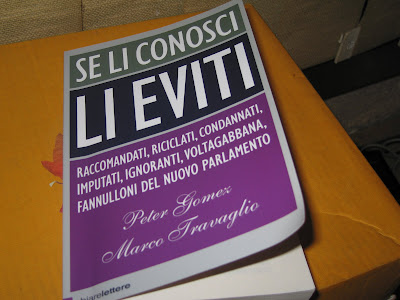 SE LI CONOSCI
LI EVITI
RACCOMANDATI, RICICLATI, CONDANNATI,
IMPUTATI, IGNORANTI, VOLTAGABBANA,
FANNULLONI DEL NUOVO PARLAMENTO
Peter Gomez
Marco Travaglio
chiarelettere